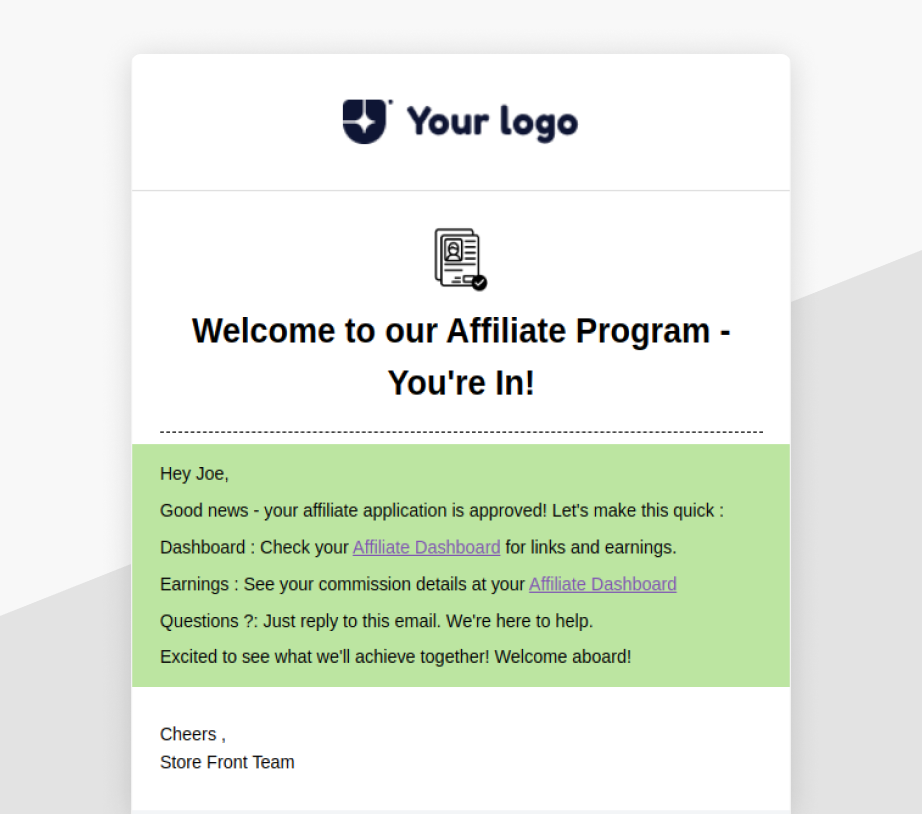 Your logo
Welcome to our Affiliate Program -
You're In!
Hey Joe,
Good news - your affiliate application is approved! Let's make this quick :
Dashboard : Check your Affiliate Dashboard for links and earnings.
Earnings : See your commission details at your Affiliate Dashboard
Questions ?: Just reply to this email. We're here to help.
Excited to see what we'll achieve together! Welcome aboard!
Cheers ,
Store Front Team